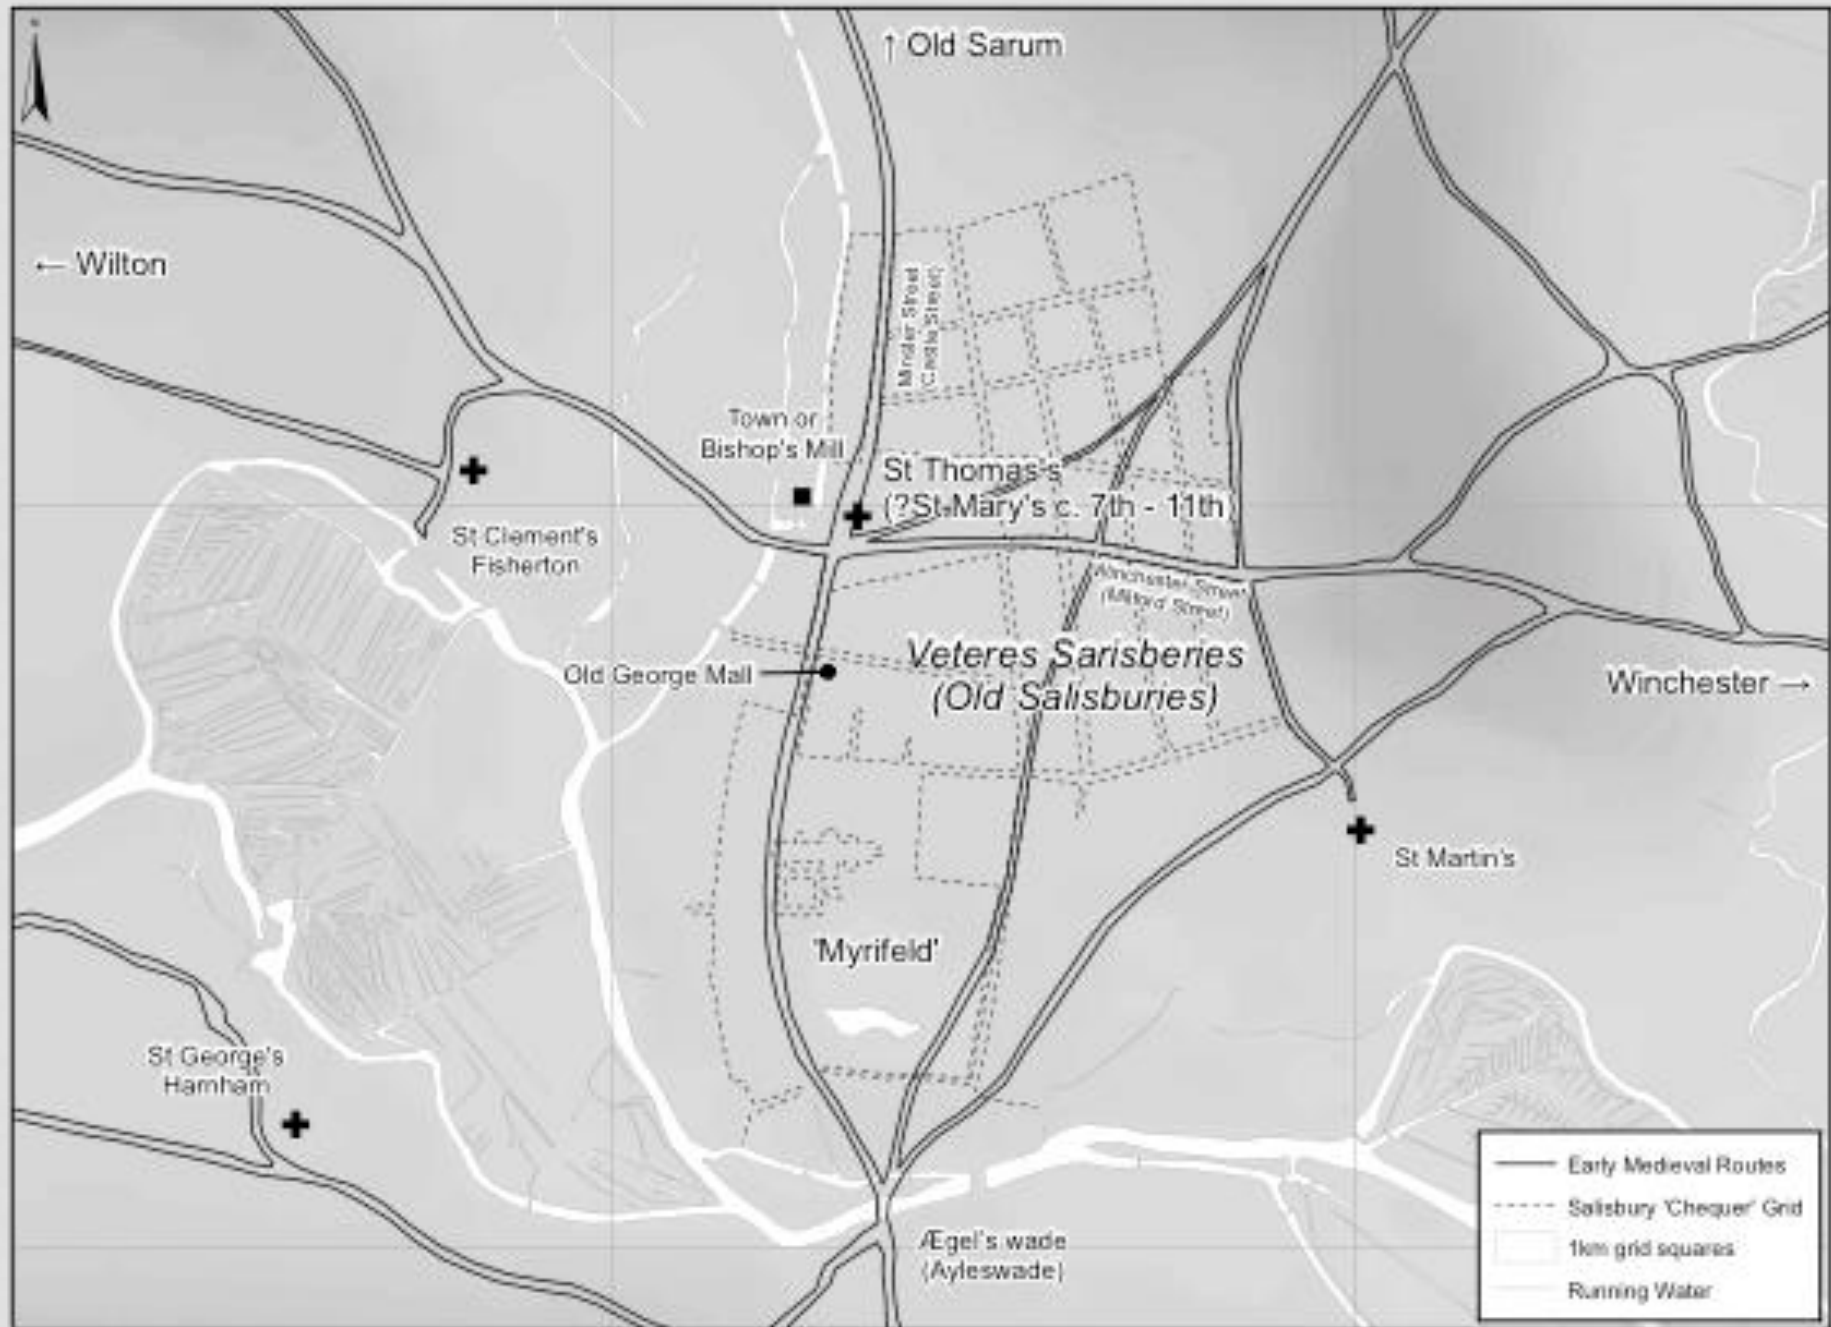 ↑ Old Sarum
← Wilton
Minster Street
(Castle Street)
Town or
Bishop's Mill
St Thomas's
(?St Mary's c. 7th - 11th)
St Clement's
Fisherton
Winchester Street
(Milford Street)
Old George Mall
Veteres Sarisberies
(Old Salisburies)
Winchester →
St Martin's
'Myrifeld'
St George's
Harnham
Ægel's wade
(Ayleswade)
Early Medieval Routes
Salisbury 'Chequer' Grid
1km grid squares
Running Water